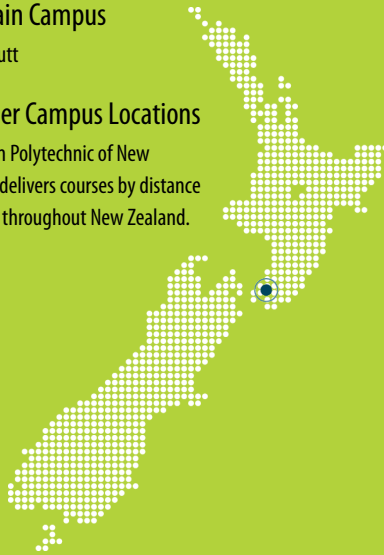 ain Campus
utt
er Campus Locations
n Polytechnic of New
delivers courses by distance
throughout New Zealand.